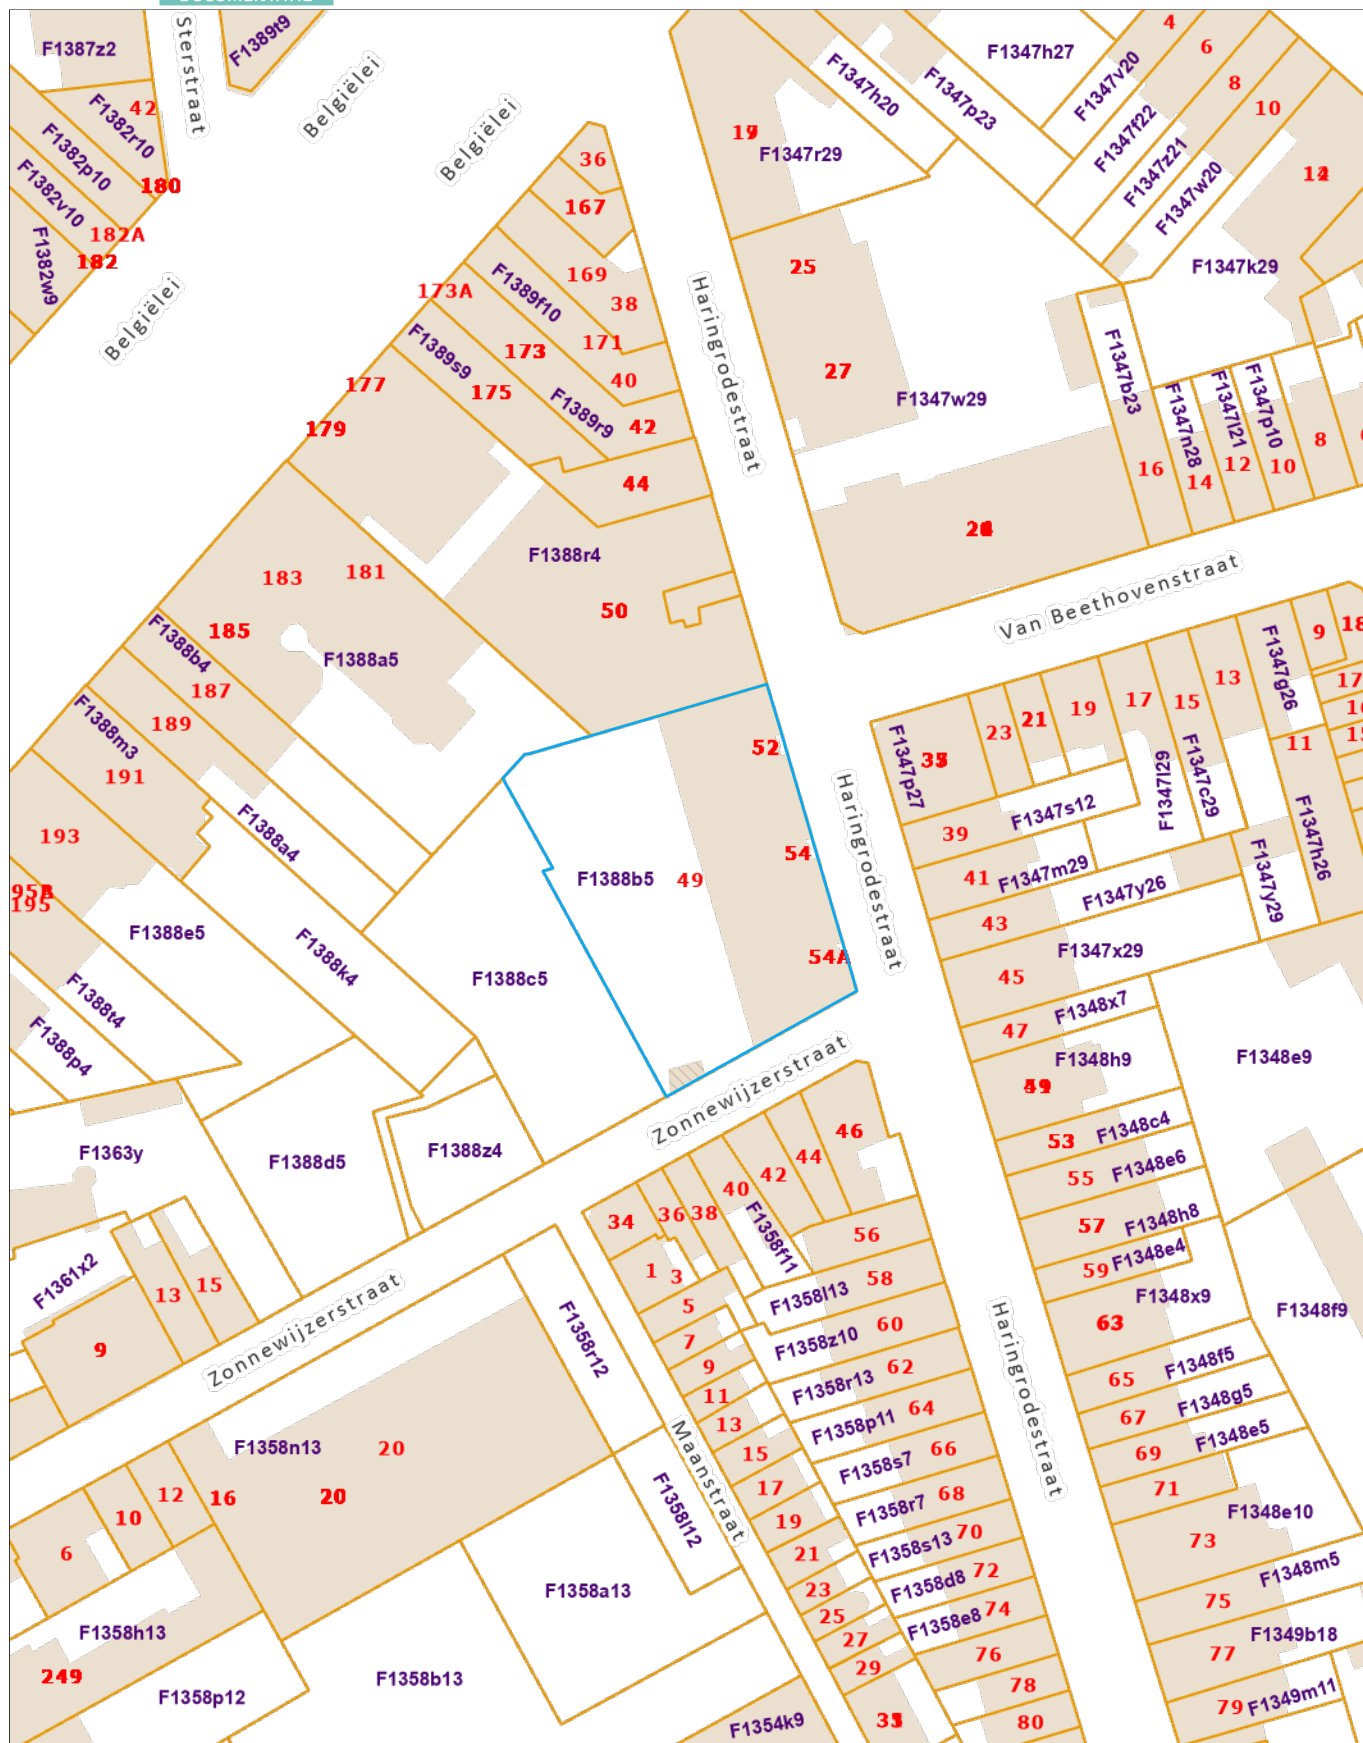 F1387z2
F1389t9
Sterstraat
Belgiëlei
Belgiëlei
42
F1382r10
F1382p10
F1382v10
F1382w9
180
182A
182
Belgiëlei
36
167
169
38
171
40
42
44
173A
F1389f10
173
F1389s9
175
F1389r9
177
179
F1347r29
F1347h20
F1347p23
F1347h27
F1347v20
F1347f22
F1347z21
F1347w20
4
6
8
10
F1347k29
25
27
F1347w29
Haringrodestraat
F1347b23
F1347n28
F1347l21
F1347p10
16
14
12
10
8
Van Beethovenstraat
F1388r4
50
183
181
185
F1388a5
F1388b4
187
189
F1388m3
191
193
195
F1388a4
F1388e5
F1388k4
F1388t4
F1388p4
52
54
54A
49
F1388b5
F1388c5
Haringrodestraat
F1347p27
23
21
19
17
15
13
9
11
F1347g26
F1347l29
F1347c29
F1347s12
39
41
F1347m29
F1347y26
43
F1347y29
F1347h26
45
F1347x29
47
F1348x7
F1348h9
F1348e9
53
F1348c4
55
F1348e6
57
F1348h8
59
F1348e4
F1348x9
63
F1348f9
65
F1348f5
67
F1348g5
69
F1348e5
71
F1348e10
73
F1348m5
75
77
F1349b18
79
F1349m11
F1363y
F1388d5
F1388z4
Zonnewijzerstraat
F1361x2
13
15
9
Zonnewijzerstraat
34
36
38
40
42
44
46
F1358f11
56
58
F1358l13
60
F1358z10
62
F1358r13
64
F1358p11
66
F1358s7
68
F1358r7
70
F1358s13
72
F1358d8
74
F1358e8
76
78
80
1
3
5
7
9
11
13
15
17
19
21
23
25
27
29
Maanstraat
Haringrodestraat
F1358r12
F1358l12
F1358n13
20
20
16
12
10
6
F1358h13
249
F1358p12
F1358b13
F1358a13
F1354k9